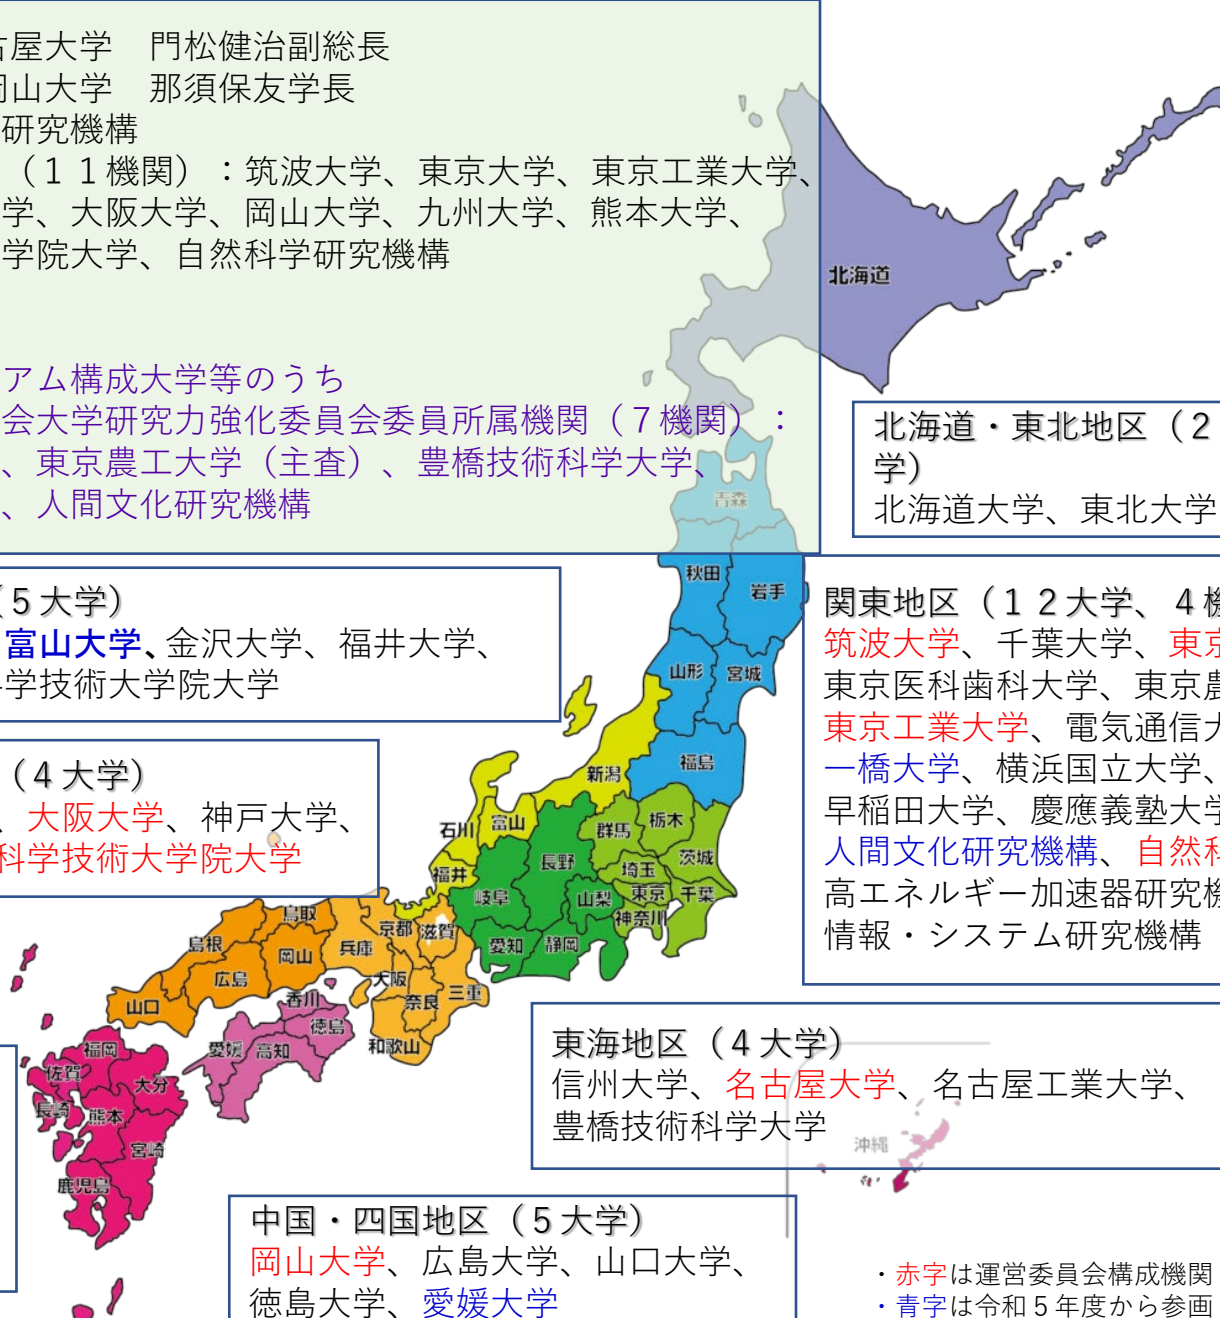 古屋大学　門松健治副総長
岡山大学　那須保友学長
研究機構
（１１機関）：筑波大学、東京大学、東京工業大学、
学、大阪大学、岡山大学、九州大学、熊本大学、
学院大学、自然科学研究機構
アム構成大学等のうち
会大学研究力強化委員会委員所属機関（７機関）：
、東京農工大学（主査）、豊橋技術科学大学、
、人間文化研究機構
北海道
北海道・東北地区（２
学）
北海道大学、東北大学
青森
秋田
岩手
山形
宮城
福島
（５大学）
富山大学、金沢大学、福井大学、
科学技術大学院大学
関東地区（１２大学、４機
筑波大学、千葉大学、東京
東京医科歯科大学、東京農
東京工業大学、電気通信大
一橋大学、横浜国立大学、
早稲田大学、慶應義塾大学
人間文化研究機構、自然科
高エネルギー加速器研究機
情報・システム研究機構
（４大学）
、大阪大学、神戸大学、
科学技術大学院大学
新潟
石川
富山
福井
群馬
栃木
長野
埼玉
茨城
岐阜
山梨
東京
千葉
神奈川
愛知
静岡
鳥取
島根
岡山
広島
山口
兵庫
京都
滋賀
大阪
奈良
三重
和歌山
香川
徳島
愛媛
高知
福岡
佐賀
大分
長崎
熊本
宮崎
鹿児島
東海地区（４大学）
信州大学、名古屋大学、名古屋工業大学、
豊橋技術科学大学
沖縄
中国・四国地区（５大学）
岡山大学、広島大学、山口大学、
徳島大学、愛媛大学
・赤字は運営委員会構成機関
・青字は令和５年度から参画